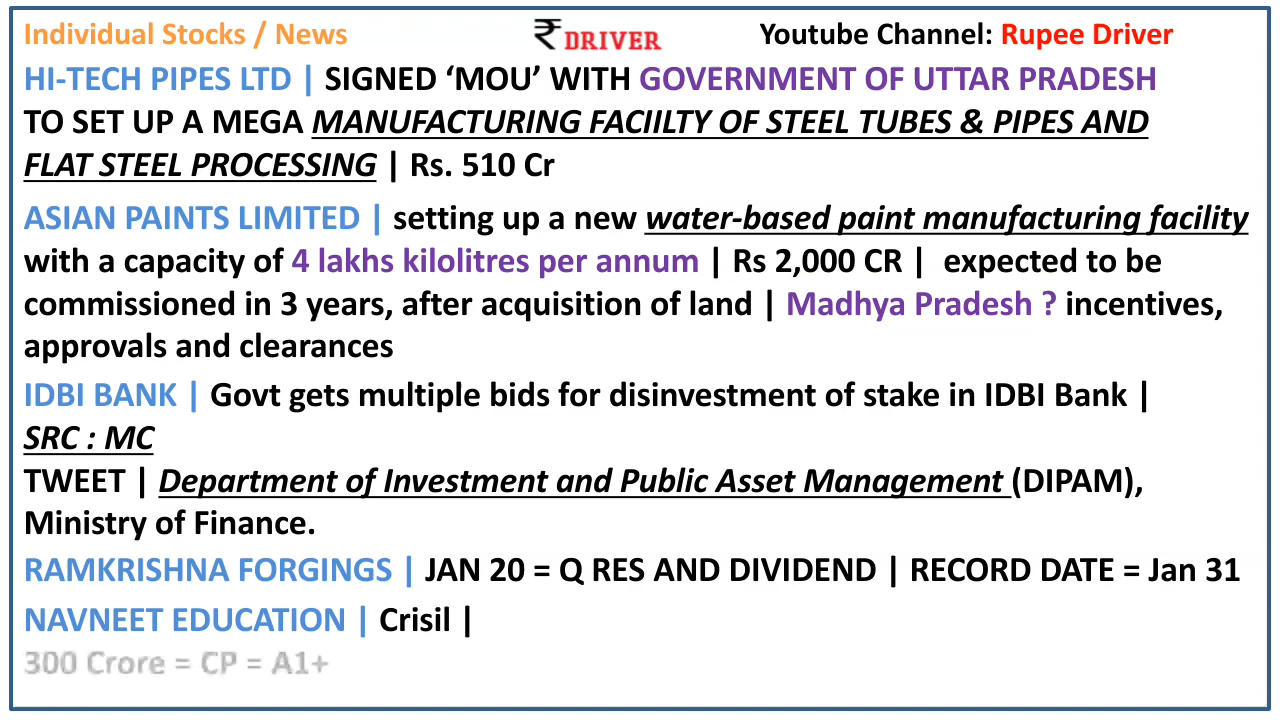 Individual Stocks / News
₹ DRIVER
Youtube Channel: Rupee Driver
HI-TECH PIPES LTD | SIGNED ‘MOU’ WITH GOVERNMENT OF UTTAR PRADESH
TO SET UP A MEGA MANUFACTURING FACIILTY OF STEEL TUBES & PIPES AND
FLAT STEEL PROCESSING | Rs. 510 Cr
ASIAN PAINTS LIMITED | setting up a new water-based paint manufacturing facility
with a capacity of 4 lakhs kilolitres per annum | Rs 2,000 CR | expected to be
commissioned in 3 years, after acquisition of land | Madhya Pradesh ? incentives,
approvals and clearances
IDBI BANK | Govt gets multiple bids for disinvestment of stake in IDBI Bank |
SRC : MC
TWEET | Department of Investment and Public Asset Management (DIPAM),
Ministry of Finance.
RAMKRISHNA FORGINGS | JAN 20 = Q RES AND DIVIDEND | RECORD DATE = Jan 31
NAVNEET EDUCATION | Crisil |
300 Crore = CP = A1+